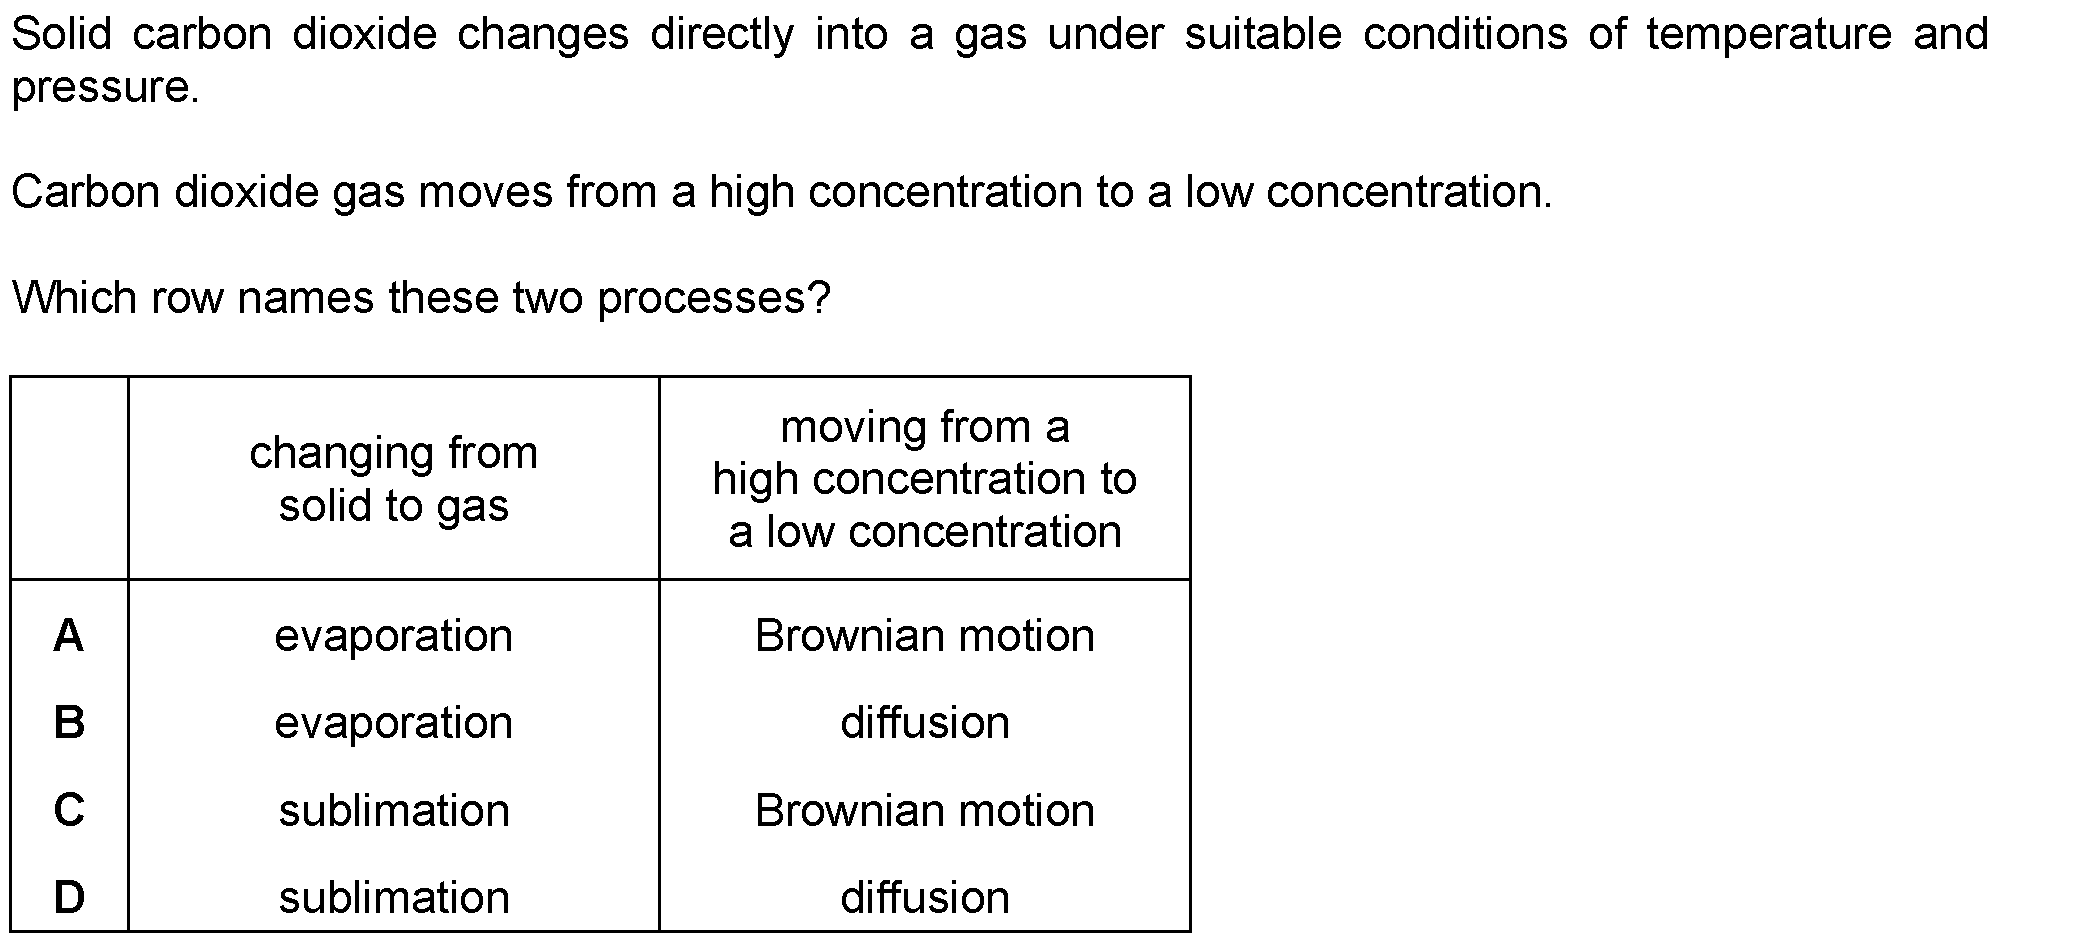 Solid carbon dioxide changes directly into a gas under suitable conditions of temperature and
pressure.
Carbon dioxide gas moves from a high concentration to a low concentration.
Which row names these two processes?
changing from
solid to gas
moving from a
high concentration to
a low concentration
A evaporation Brownian motion
B evaporation diffusion
C sublimation Brownian motion
D sublimation diffusion